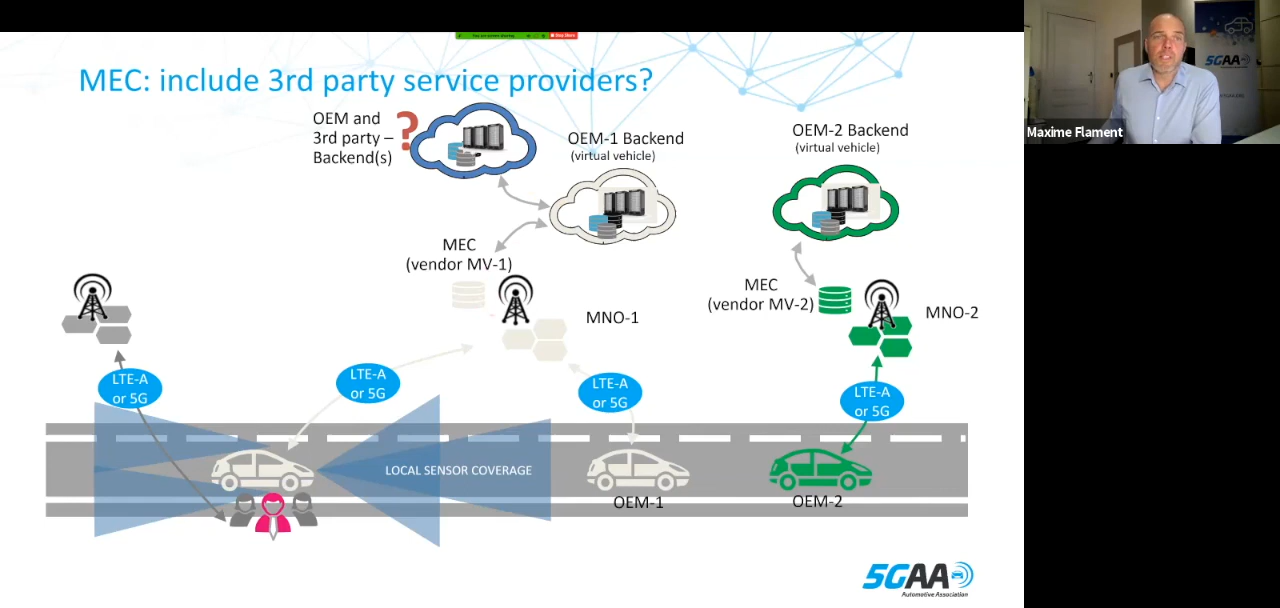 MEC: include 3rd party service providers?
OEM and
3rd party –
Backend(s)
?
OEM-1 Backend
(virtual vehicle)
OEM-2 Backend
(virtual vehicle)
MEC
(vendor MV-1)
MNO-1
MEC
(vendor MV-2)
MNO-2
LTE-A
or 5G
LTE-A
or 5G
LTE-A
or 5G
LTE-A
or 5G
LOCAL SENSOR COVERAGE
OEM-1
OEM-2
5GAA
Automotive Association
5GAA
Maxime Flament